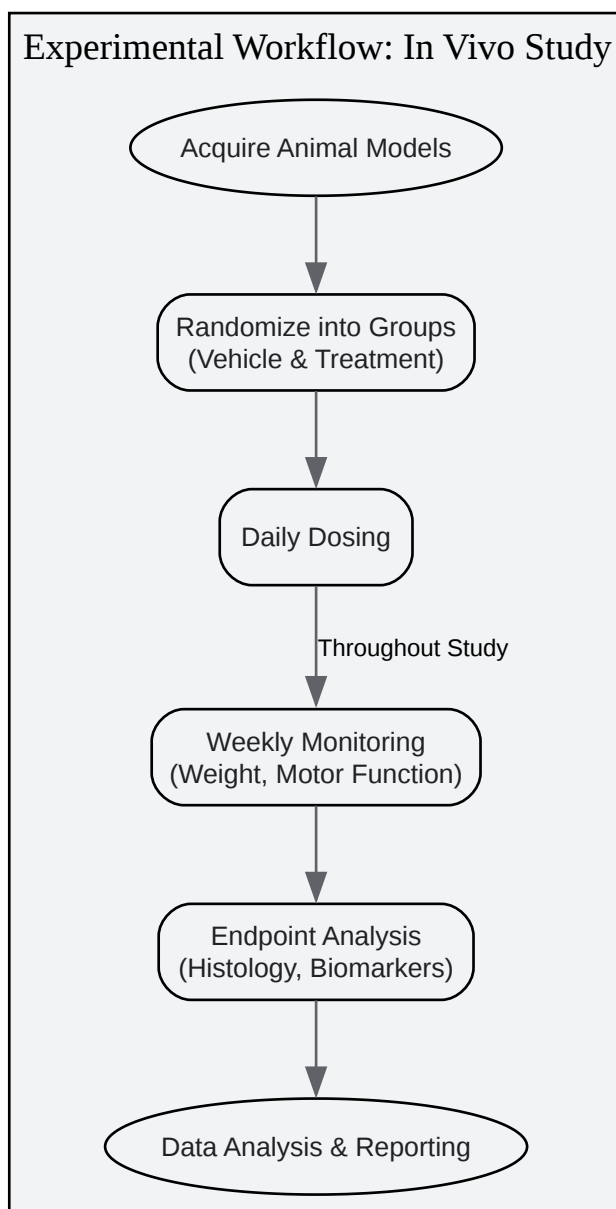 Experimental Workflow: In Vivo Study
Acquire Animal Models
Randomize into Groups
(Vehicle & Treatment)
Daily Dosing
Throughout Study
Weekly Monitoring
(Weight, Motor Function)
Endpoint Analysis
(Histology, Biomarkers)
Data Analysis & Reporting